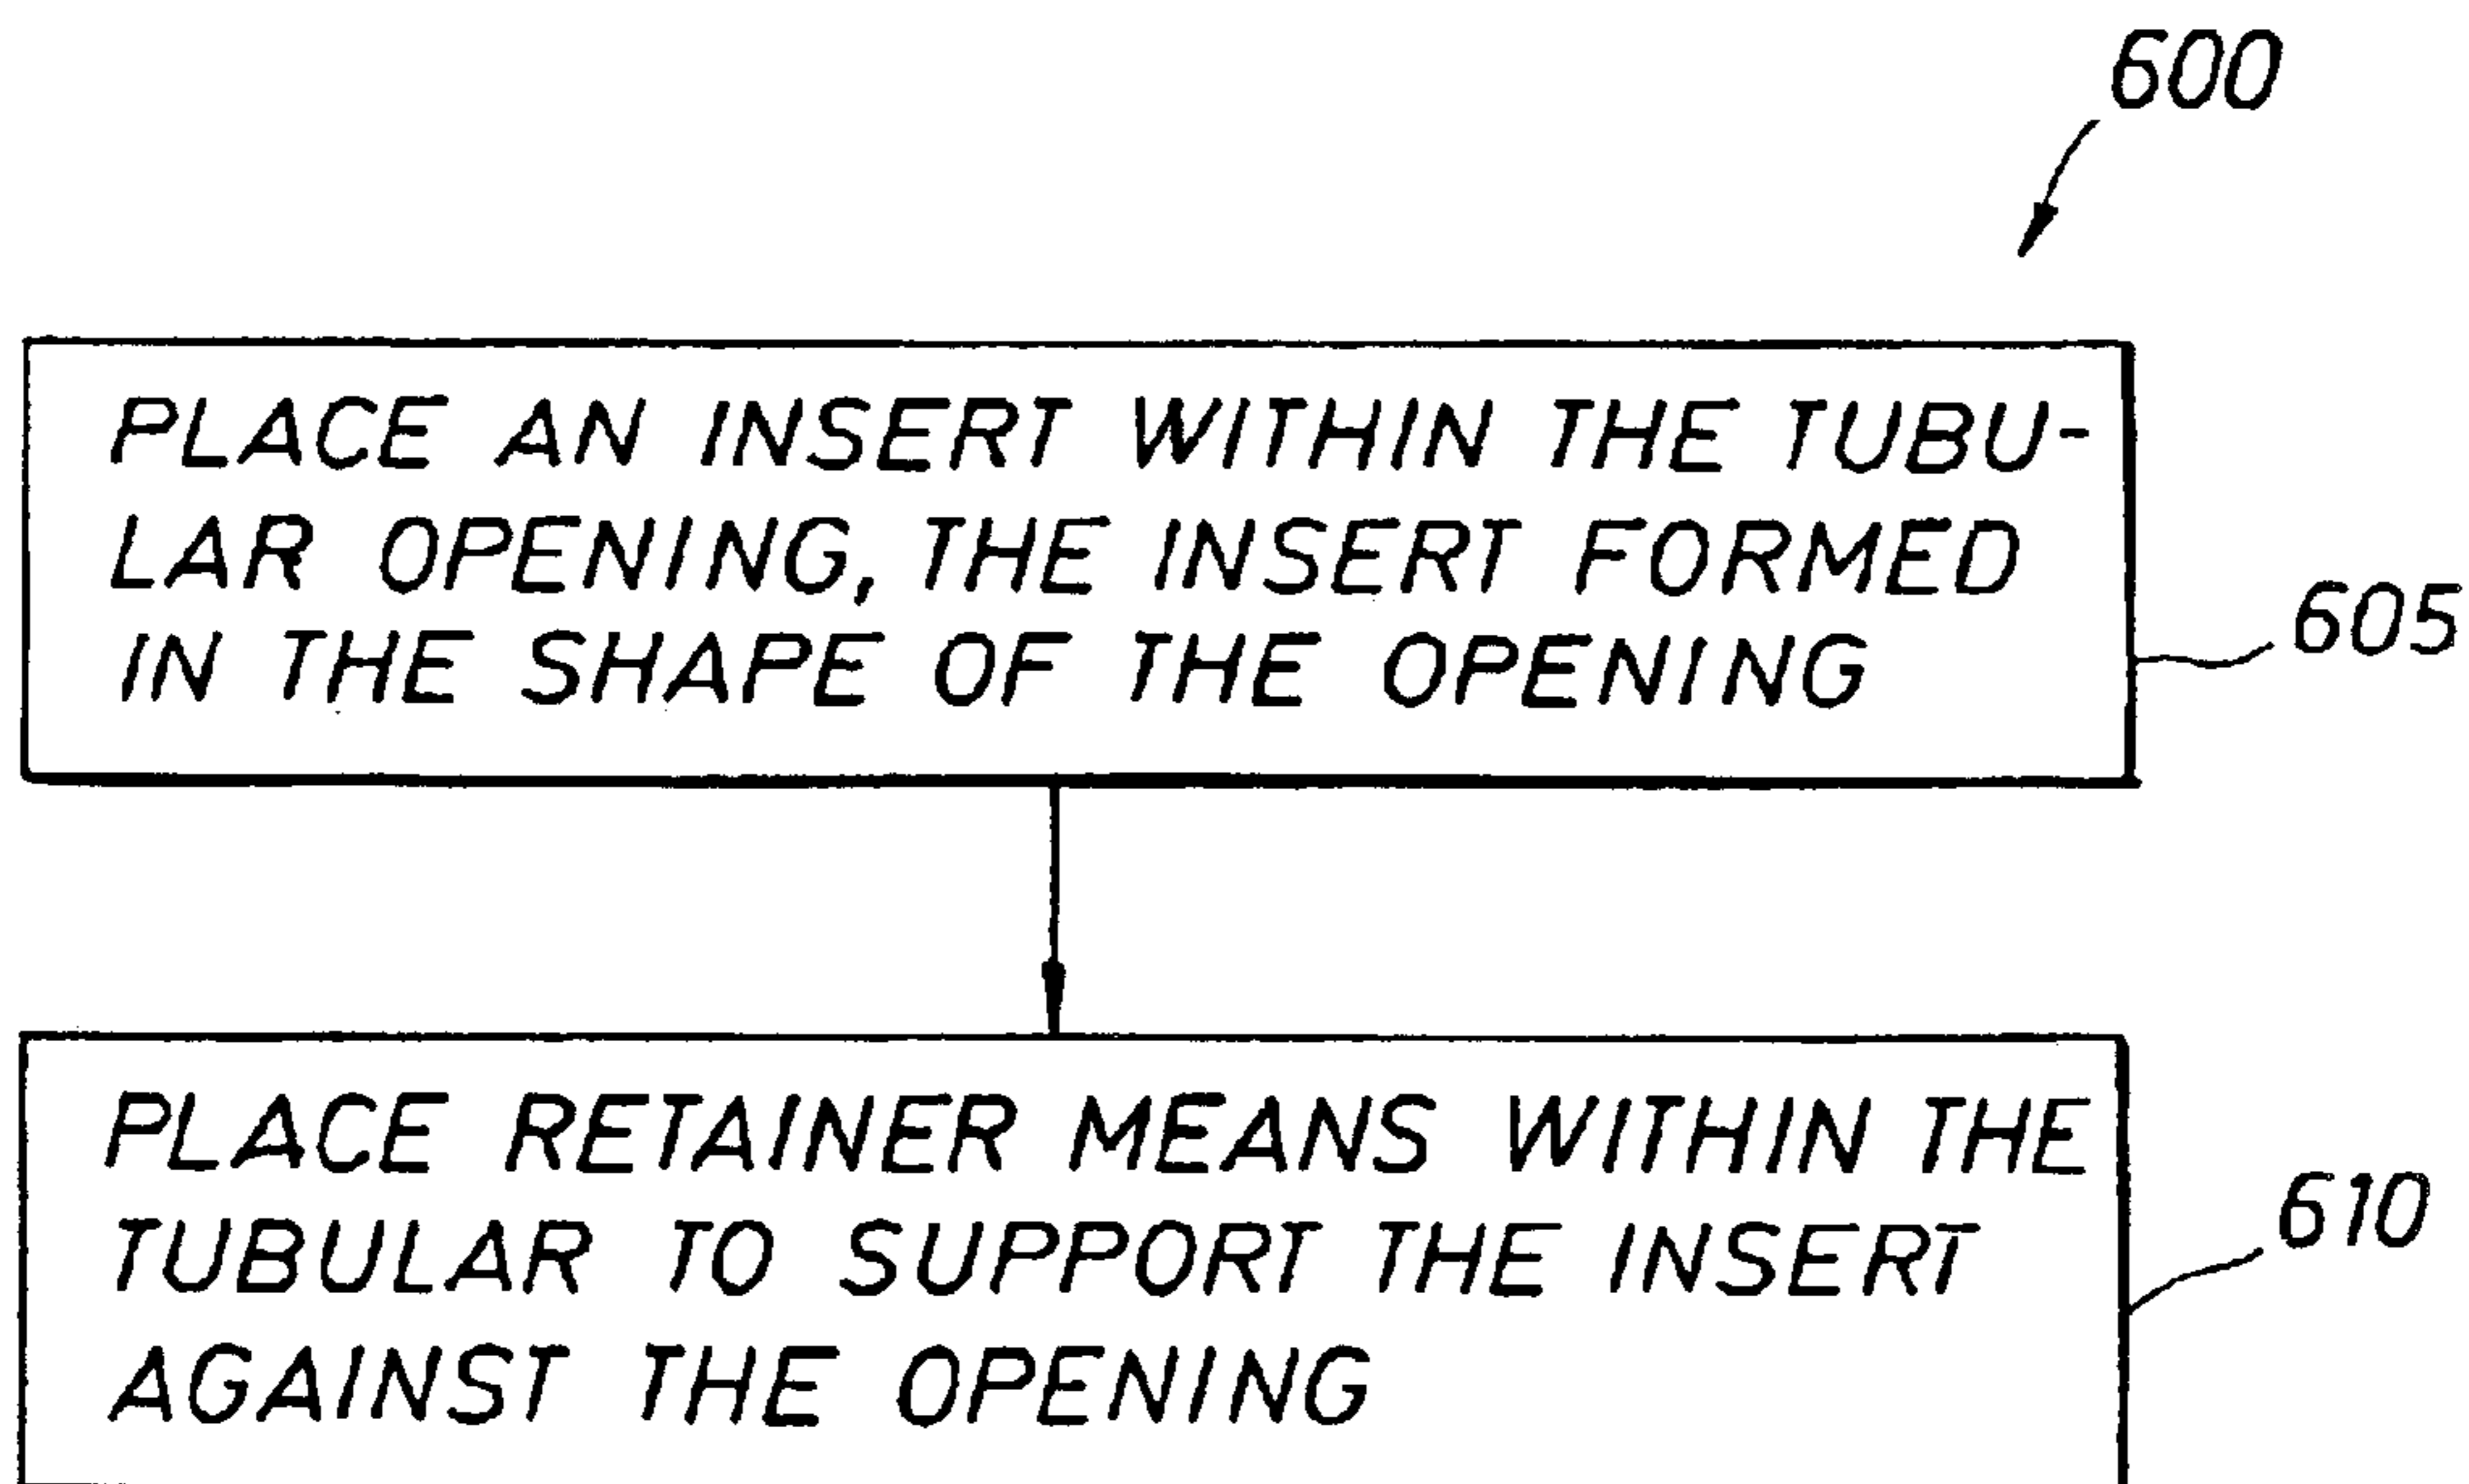 600
PLACE AN INSERT WITHIN THE TUBU-
LAR OPENING, THE INSERT FORMED
IN THE SHAPE OF THE OPENING
605
PLACE RETAINER MEANS WITHIN THE
TUBULAR TO SUPPORT THE INSERT
AGAINST THE OPENING
610